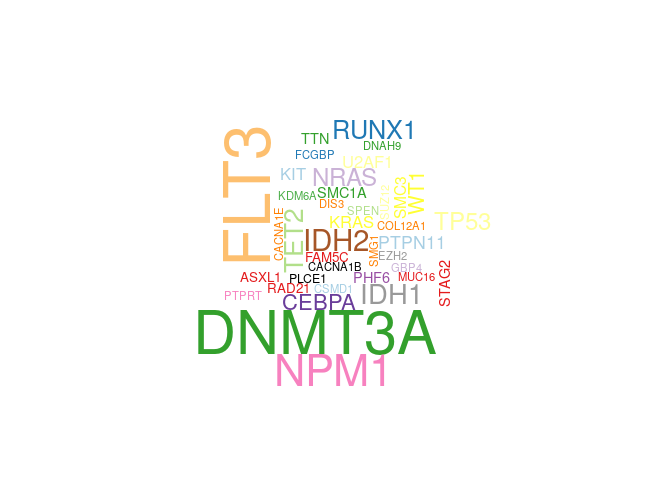 RUNX1
TTN
DNAH9
FCGBP
U2AF1
FLT3
KIT
NRAS
SMC1A
KDM6A
SMC3
WT1
SUZ12
DIS3
SPEN
CACNA1E
TET2
KRAS
TP53
COL12A1
IDH2
PTPN11
SMG1
FAM5C
EZH2
CACNA1B
GBP4
ASXL1
PLCE1
PHF6
MUC16
STAG2
RAD21
CSMD1
IDH1
PTPRT
CEBPA
DNMT3A
NPM1